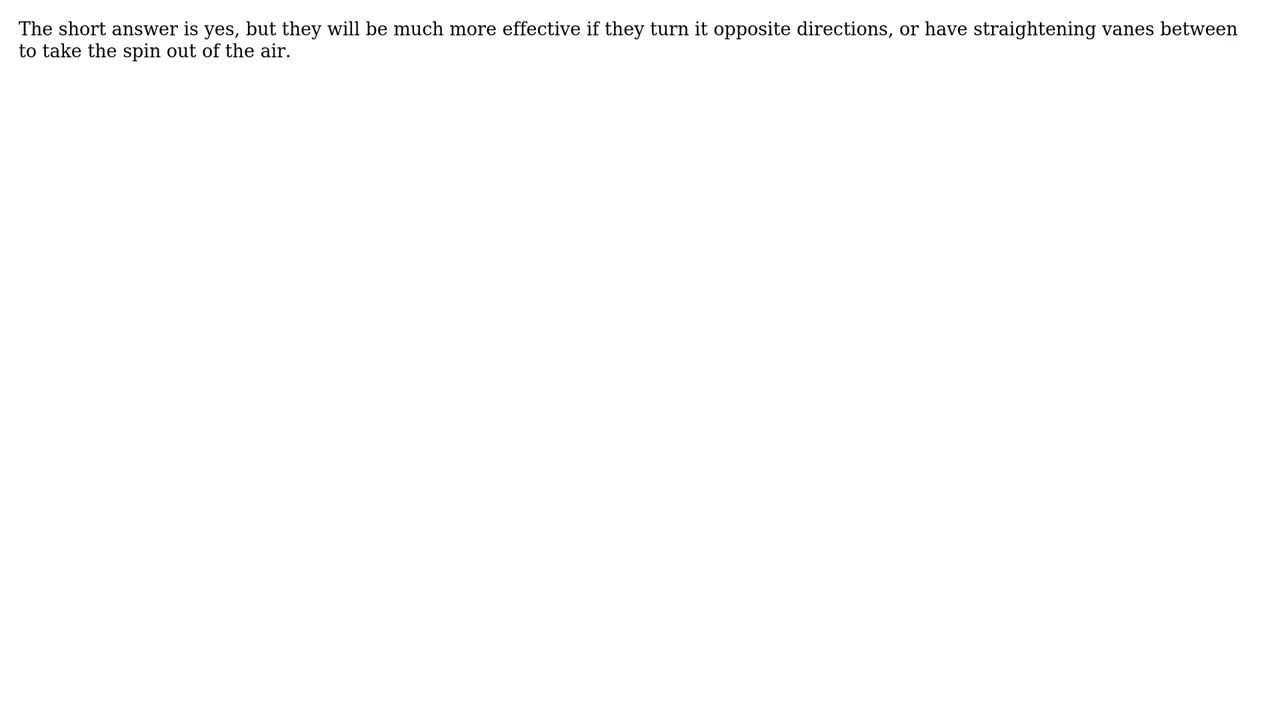 The short answer is yes, but they will be much more effective if they turn it opposite directions, or have straightening vanes between
to take the spin out of the air.